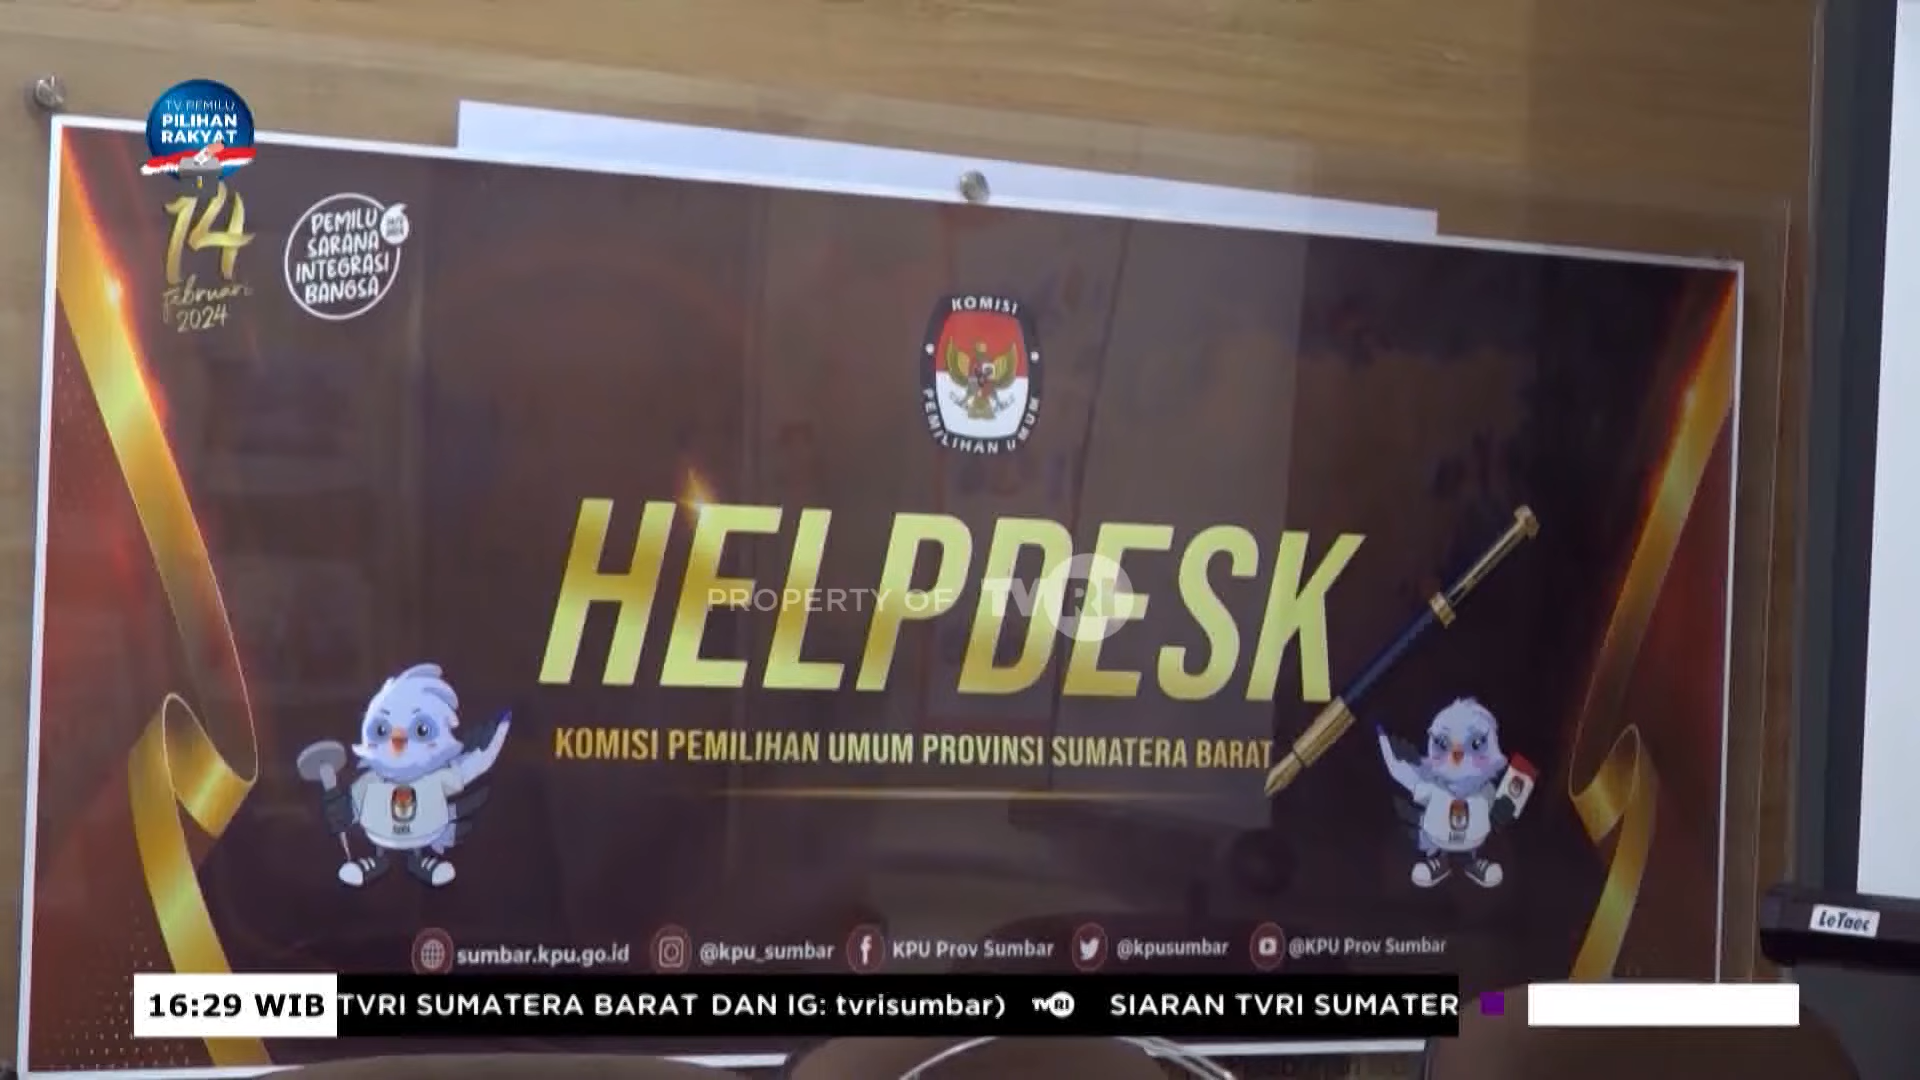 TV PEMILU
PILIHAN
RAKYAT
14
Februari
2024
PEMILU
SARANA
INTEGRASI
BANGSA
KOMISI
PEMILIHAN UMUM
HELPDESK
PROPERTY OF TVRI
KOMISI PEMILIHAN UMUM PROVINSI SUMATERA BARAT
sumbar.kpu.go.id @kpu_sumbar KPU Prov Sumbar @kpusumbar @KPU Prov Sumbar
LeTaec
16:29 WIB TVRI SUMATERA BARAT DAN IG: tvrisumbar) TVRI SIARAN TVRI SUMATER